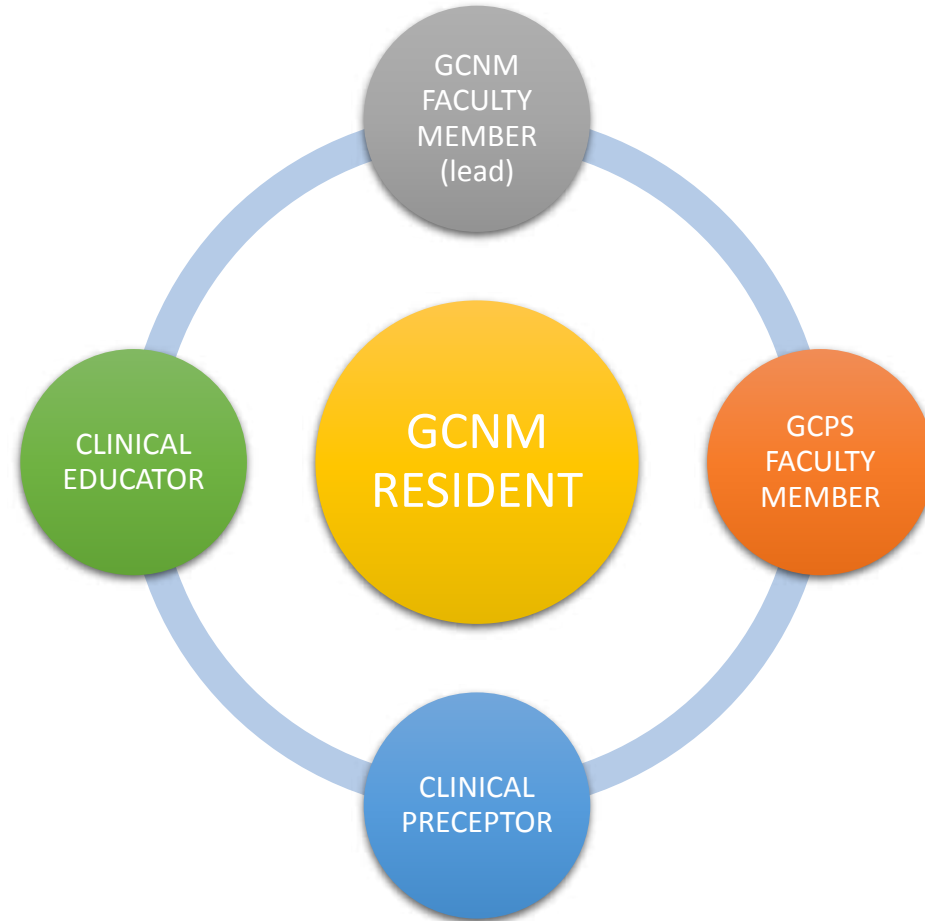 GCNM
FACULTY
MEMBER
(lead)
CLINICAL
EDUCATOR
GCNM
RESIDENT
GCPS
FACULTY
MEMBER
CLINICAL
PRECEPTOR